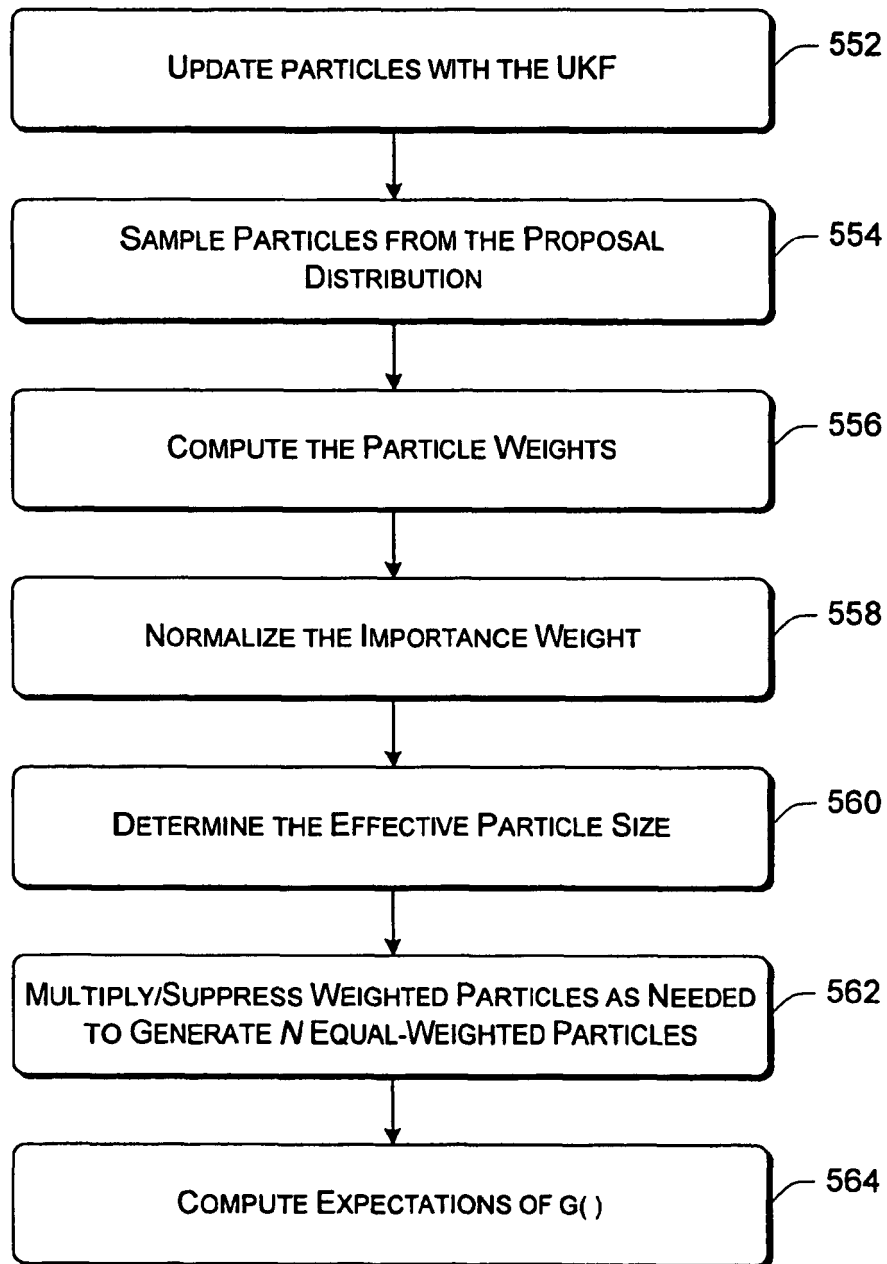 UPDATE PARTICLES WITH THE UKF
552
SAMPLE PARTICLES FROM THE PROPOSAL
DISTRIBUTION
554
COMPUTE THE PARTICLE WEIGHTS
556
NORMALIZE THE IMPORTANCE WEIGHT
558
DETERMINE THE EFFECTIVE PARTICLE SIZE
560
MULTIPLY/SUPPRESS WEIGHTED PARTICLES AS NEEDED
TO GENERATE N EQUAL-WEIGHTED PARTICLES
562
COMPUTE EXPECTATIONS OF G( )
564